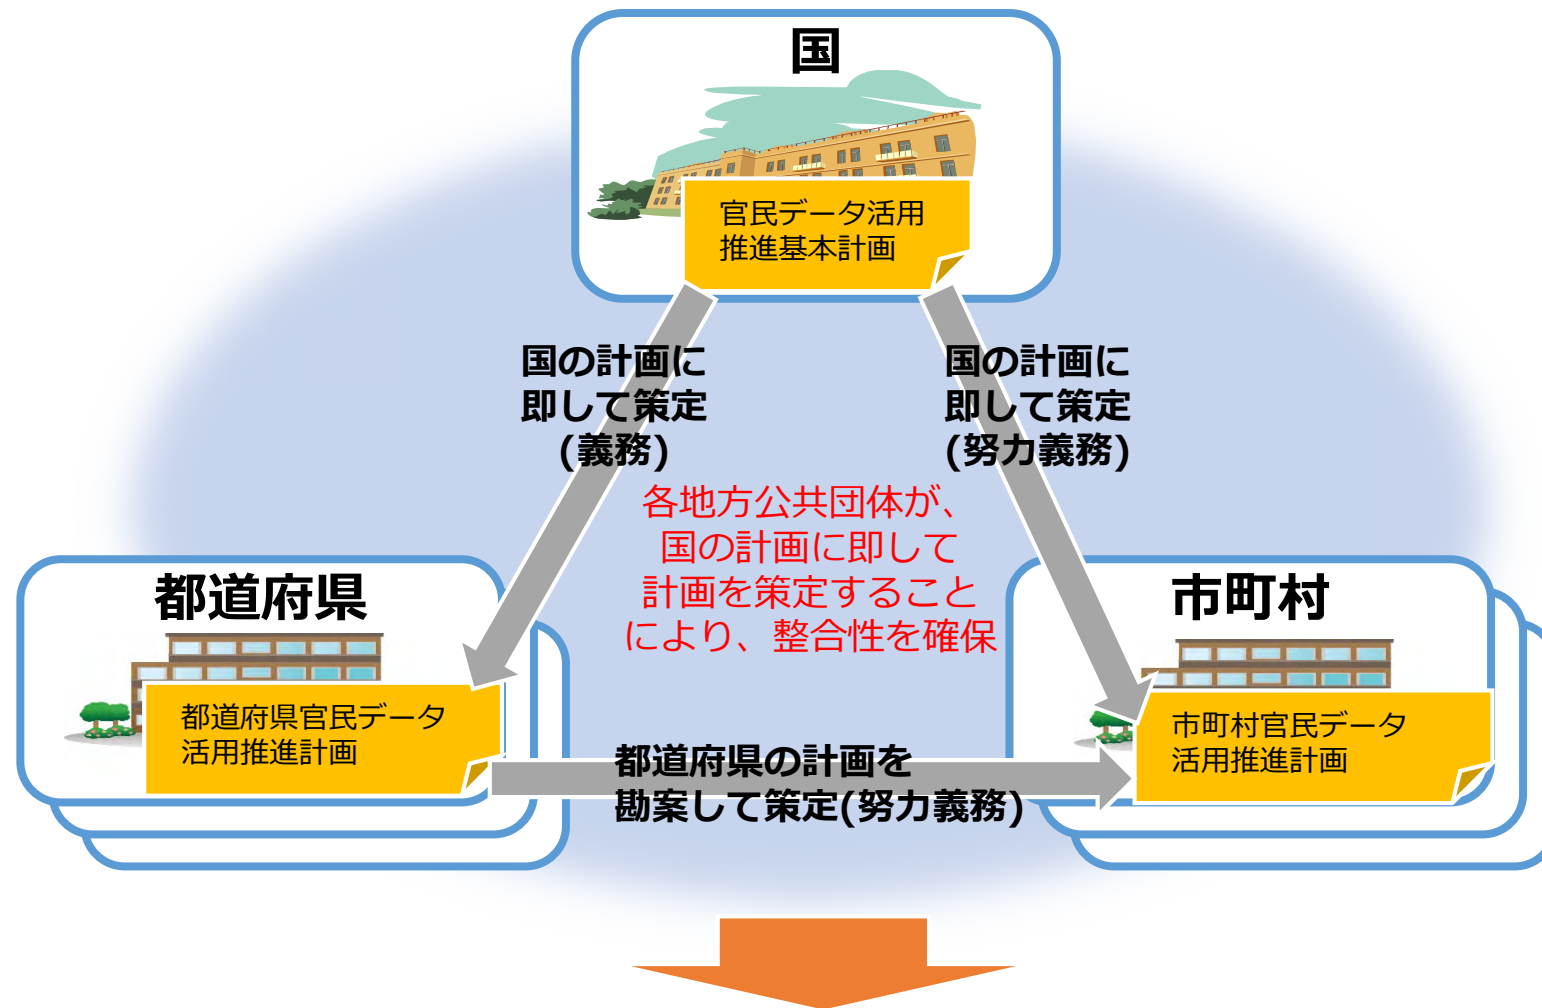 国
官民データ活用
推進基本計画
国の計画に
即して策定
(義務)
国の計画に
即して策定
(努力義務)
各地方公共団体が、
国の計画に即して
計画を策定すること
により、整合性を確保
都道府県
都道府県官民データ
活用推進計画
市町村
市町村官民データ
活用推進計画
都道府県の計画を
勘案して策定(努力義務)